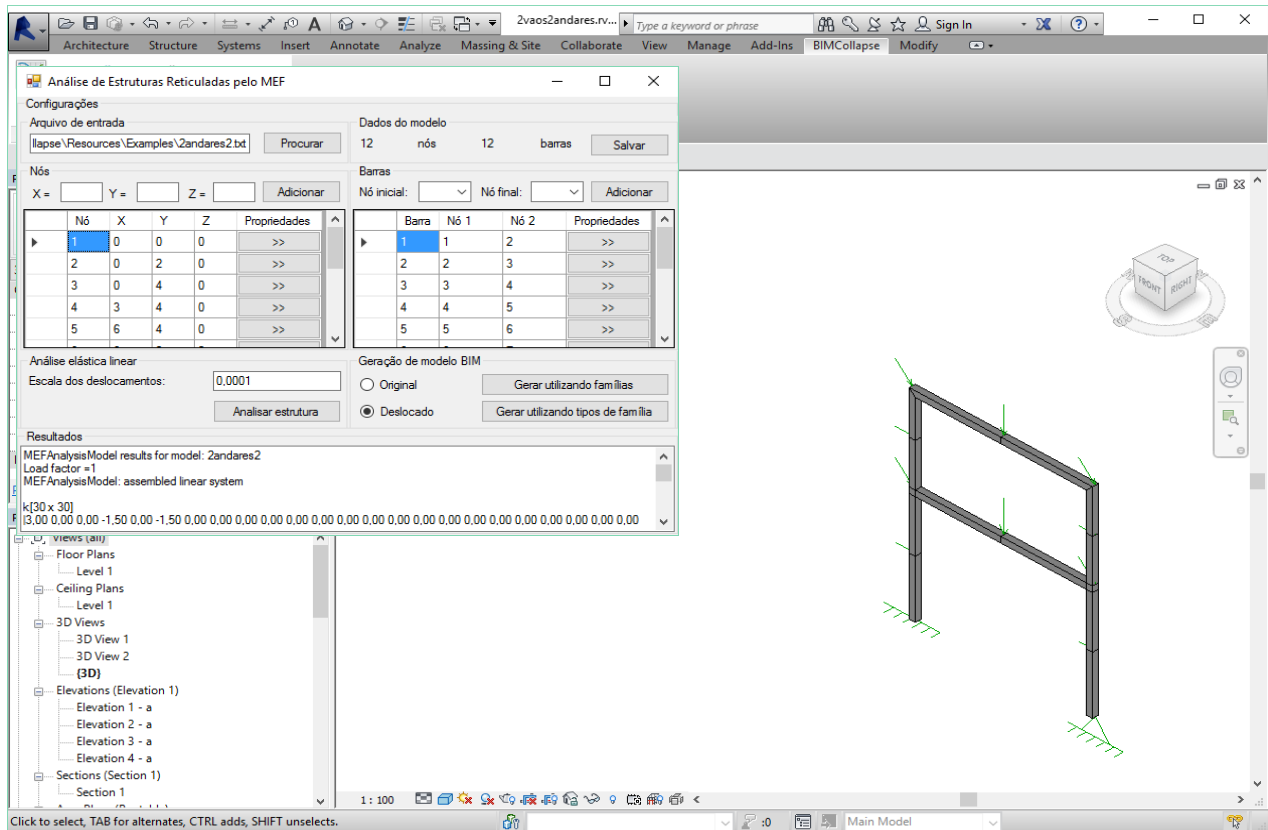 2vaos2andares.rv...
Type a keyword or phrase
Sign In
Architecture Structure Systems Insert Annotate Analyze Massing & Site Collaborate View Manage Add-Ins BIMCollapse Modify
Análise de Estruturas Reticuladas pelo MEF
Configurações
Arquivo de entrada
llapse\Resources\Examples\2andares2.txt Procurar
Dados do modelo
12 nós 12 barras Salvar
Nós
X = Y = Z = Adicionar
Nó X Y Z Propriedades
1 0 0 0 >>
2 0 2 0 >>
3 0 4 0 >>
4 3 4 0 >>
5 6 4 0 >>
Barras
Nó inicial: Nó final: Adicionar
Barra Nó 1 Nó 2 Propriedades
1 1 2 >>
2 2 3 >>
3 3 4 >>
4 4 5 >>
5 5 6 >>
Análise elástica linear
Escala dos deslocamentos: 0,0001
Analisar estrutura
Geração de modelo BIM
Original Gerar utilizando famílias
Deslocado Gerar utilizando tipos de família
Resultados
MEFAnalysisModel results for model: 2andares2
Load factor =1
MEFAnalysisModel: assembled linear system
k[30 x 30]
|3,00 0,00 0,00 -1,50 0,00 -1,50 0,00 0,00 0,00 0,00 0,00 0,00 0,00 0,00 0,00 0,00 0,00 0,00 0,00 0,00
Views (all)
Floor Plans
Level 1
Ceiling Plans
Level 1
3D Views
3D View 1
3D View 2
{3D}
Elevations (Elevation 1)
Elevation 1 - a
Elevation 2 - a
Elevation 3 - a
Elevation 4 - a
Sections (Section 1)
Section 1
TOP
FRONT
RIGHT
1 : 100
Click to select, TAB for alternates, CTRL adds, SHIFT unselects.
:0
Main Model